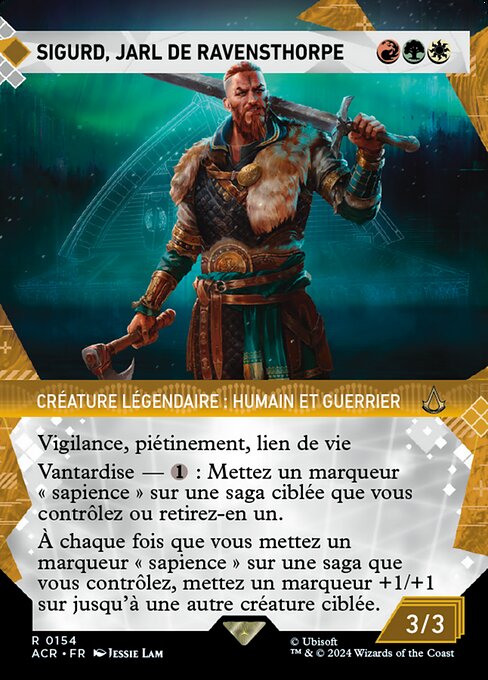 SIGURD, JARL DE RAVENSTHORPE
CRÉATURE LÉGENDAIRE : HUMAIN ET GUERRIER
Vigilance, piétinement, lien de vie
Vantardise — 1 : Mettez un marqueur
« sapience » sur une saga ciblée que vous
contrôlez ou retirez-en un.
À chaque fois que vous mettez un
marqueur « sapience » sur une saga que
vous contrôlez, mettez un marqueur +1/+1
sur jusqu'à une autre créature ciblée.
3/3
R 0154
ACR • FR JESSIE LAM
© Ubisoft
™ & © 2024 Wizards of the Coast